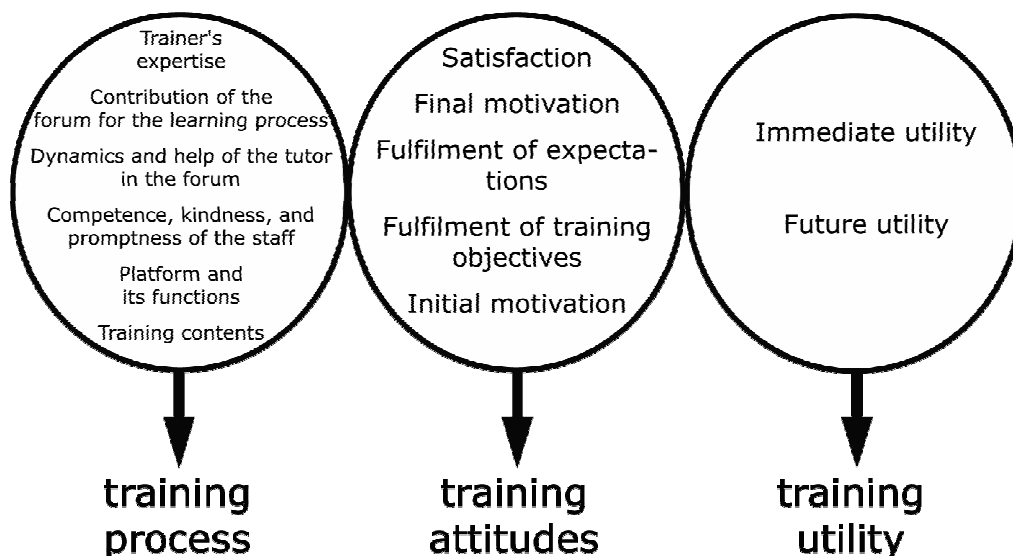 Trainer's
expertise
Contribution of the
forum for the learning process
Dynamics and help of the tutor
in the forum
Competence, kindness, and
promptness of the staff
Platform and
its functions
Training contents
Satisfaction
Final motivation
Fulfilment of expecta-
tions
Fulfilment of training
objectives
Initial motivation
Immediate utility
Future utility
training
process
training
attitudes
training
utility